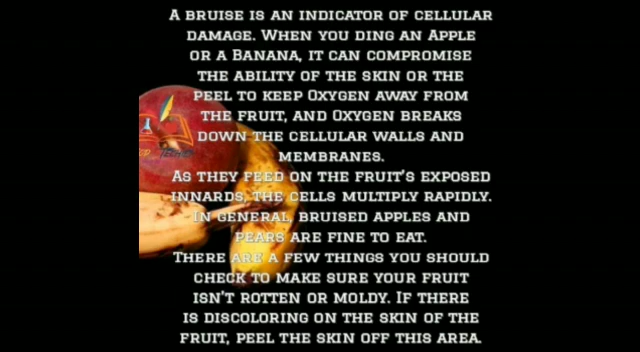 A bruise is an indicator of cellular
damage. When you ding an Apple
or a Banana, it can compromise
the ability of the skin or the
peel to keep Oxygen away from
the fruit, and Oxygen breaks
down the cellular walls and
membranes.
As they feed on the fruit's exposed
innards, the cells multiply rapidly.
In general, bruised apples and
pears are fine to eat.
There are a few things you should
check to make sure your fruit
isn't rotten or moldy. If there
is discoloring on the skin of the
fruit, peel the skin off this area.